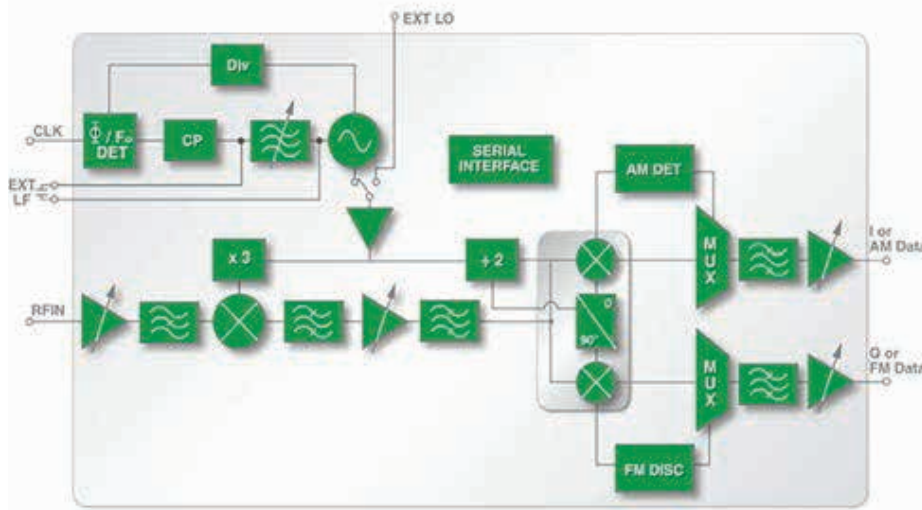 EXT LO
Div
CLK
Φ / Fω
DET
CP
EXT
LF
SERIAL
INTERFACE
AM DET
I or
AM Data
MUX
x 3
÷ 2
RFIN
0
90°
MUX
Q or
FM Data
FM DISC